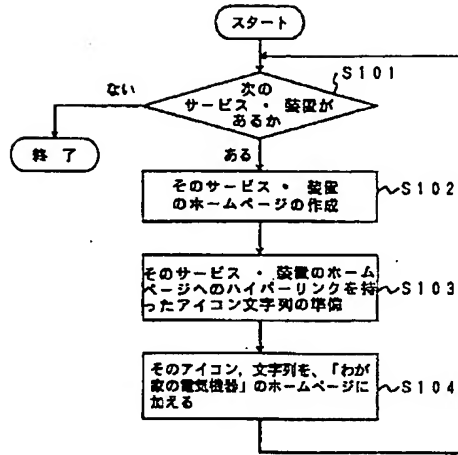 スタート
S101
次の
サービス ・ 装置が
あるか
ない
終 了
ある
そのサービス ・ 装置
のホームページの作成
S102
そのサービス ・ 装置のホーム
ページへのハイパーリンクを持
ったアイコン文字列の準備
S103
そのアイコン,文字列を、「わが
家の電気機器」のホームページに
加える
S104